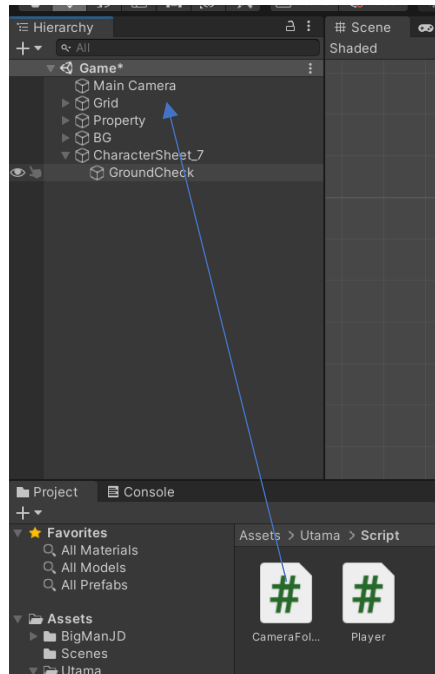 Hierarchy
# Scene
All
Shaded
Game*
Main Camera
Grid
Property
BG
CharacterSheet_7
GroundCheck
Project
Console
Favorites
Assets > Utama > Script
All Materials
All Models
All Prefabs
Assets
BigManJD
CameraFol...
Player
Scenes
Utama